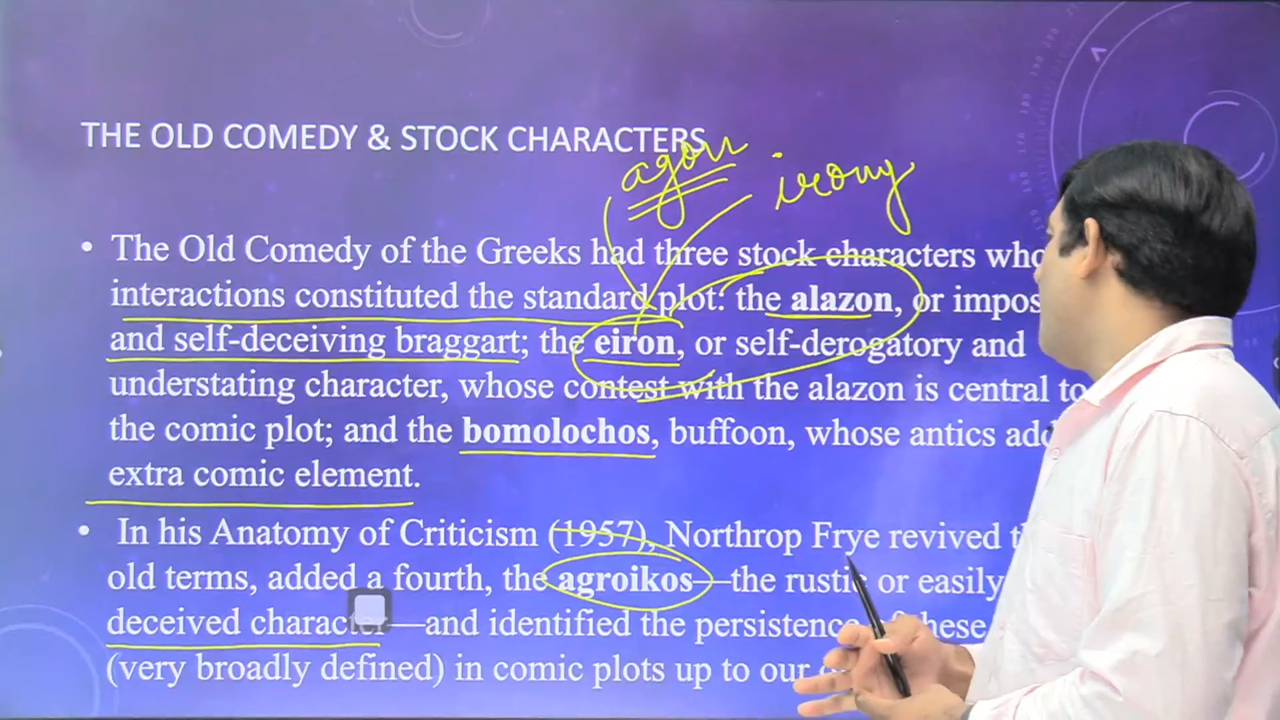 THE OLD COMEDY & STOCK CHARACTERS
agon
irony
• The Old Comedy of the Greeks had three stock characters who
interactions constituted the standard plot: the alazon, or impos
and self-deceiving braggart; the eiron, or self-derogatory and
understating character, whose contest with the alazon is central to
the comic plot; and the bomolochos, buffoon, whose antics add
extra comic element.
• In his Anatomy of Criticism (1957), Northrop Frye revived
old terms, added a fourth, the agroikos—the rustic or easily
deceived character—and identified the persistence of these
(very broadly defined) in comic plots up to our